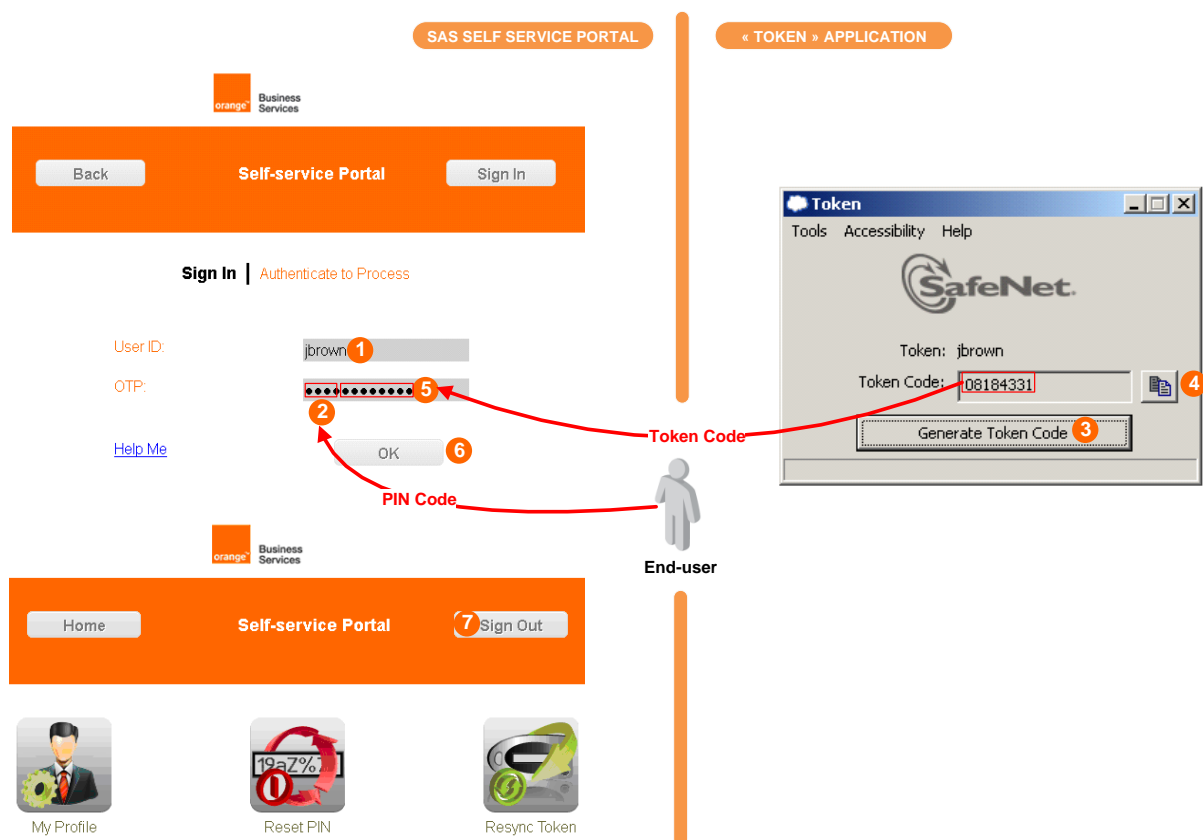 SAS SELF SERVICE PORTAL
« TOKEN » APPLICATION
orange™
Business
Services
Back
Self-service Portal
Sign In
Sign In | Authenticate to Process
User ID:
jbrown
1
OTP:
5
2
Help Me
OK
6
Token Code
PIN Code
End-user
Token
Tools Accessibility Help
SafeNet.
Token: jbrown
Token Code: 08184331
4
Generate Token Code
3
orange™
Business
Services
Home
Self-service Portal
7
Sign Out
My Profile
19aZ%
Reset PIN
Resync Token